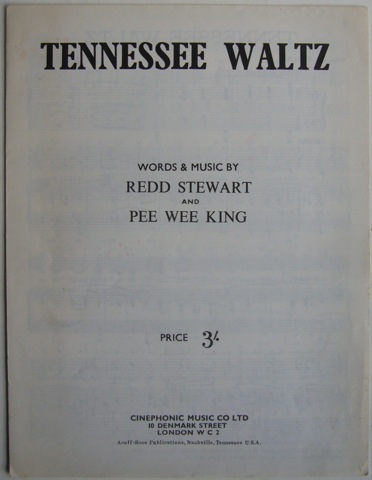 TENNESSEE WALTZ
WORDS & MUSIC BY
REDD STEWART
AND
PEE WEE KING
PRICE 3/-
CINEPHONIC MUSIC CO LTD
10 DENMARK STREET
LONDON W C 2
Acuff-Rose Publications, Nashville, Tennessee U.S.A.